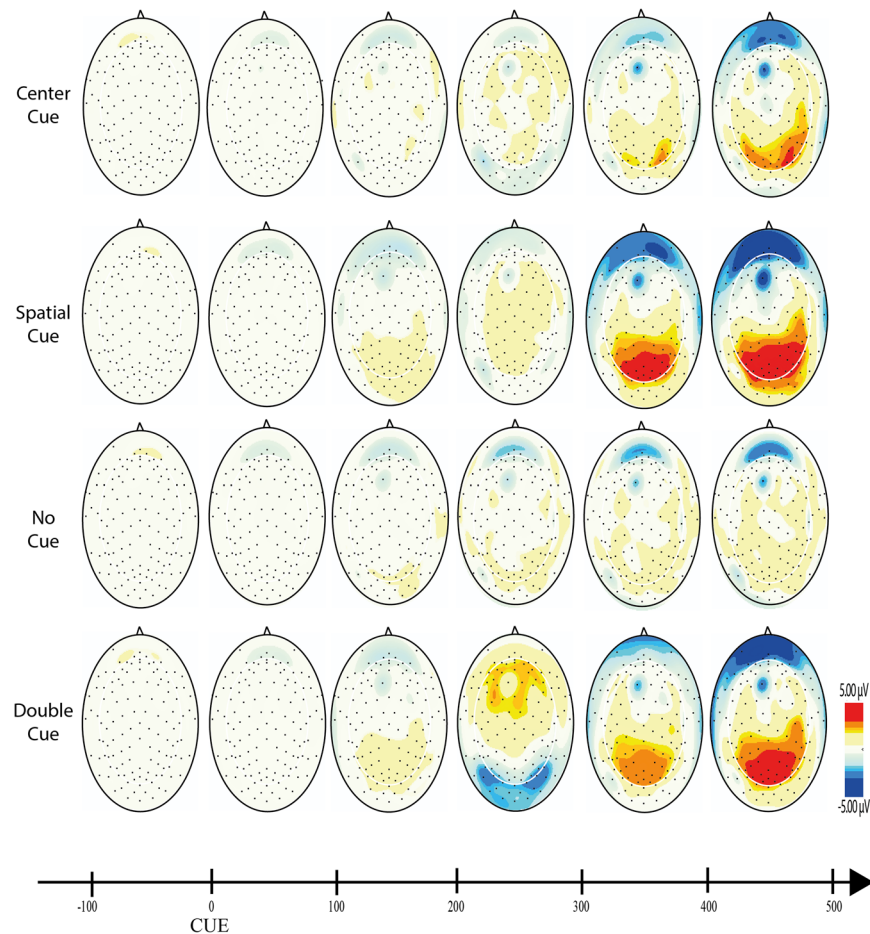 Center
Cue
Spatial
Cue
No
Cue
Double
Cue
5.00 µV
-5.00 µV
-100
0
100
200
300
400
500
CUE